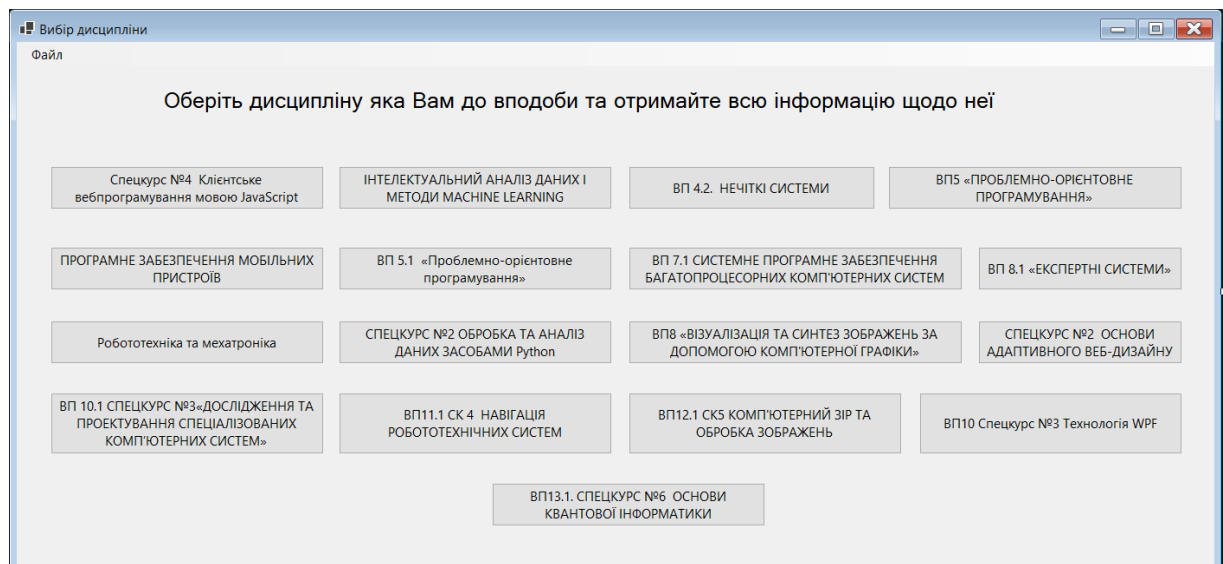 Вибір дисципліни
Файл
Оберіть дисципліну яка Вам до вподоби та отримайте всю інформацію щодо неї
Спецкурс №4 Клієнтське
вебпрограмування мовою JavaScript
ІНТЕЛЕКТУАЛЬНИЙ АНАЛІЗ ДАНИХ І
МЕТОДИ MACHINE LEARNING
ВП 4.2. НЕЧІТКІ СИСТЕМИ
ВП5 «ПРОБЛЕМНО-ОРІЄНТОВНЕ
ПРОГРАМУВАННЯ»
ПРОГРАМНЕ ЗАБЕЗПЕЧЕННЯ МОБІЛЬНИХ
ПРИСТРОЇВ
ВП 5.1 «Проблемно-орієнтовне
програмування»
ВП 7.1 СИСТЕМНЕ ПРОГРАМНЕ ЗАБЕЗПЕЧЕННЯ
БАГАТОПРОЦЕСОРНИХ КОМП'ЮТЕРНИХ СИСТЕМ
ВП 8.1 «ЕКСПЕРТНІ СИСТЕМИ»
Робототехніка та мехатроніка
СПЕЦКУРС №2 ОБРОБКА ТА АНАЛІЗ
ДАНИХ ЗАСОБАМИ Python
ВП8 «ВІЗУАЛІЗАЦІЯ ТА СИНТЕЗ ЗОБРАЖЕНЬ ЗА
ДОПОМОГОЮ КОМП'ЮТЕРНОЇ ГРАФІКИ»
СПЕЦКУРС №2 ОСНОВИ
АДАПТИВНОГО ВЕБ-ДИЗАЙНУ
ВП 10.1 СПЕЦКУРС №3«ДОСЛІДЖЕННЯ ТА
ПРОЕКТУВАННЯ СПЕЦІАЛІЗОВАНИХ
КОМП'ЮТЕРНИХ СИСТЕМ»
ВП11.1 СК 4 НАВІГАЦІЯ
РОБОТОТЕХНІЧНИХ СИСТЕМ
ВП12.1 СК5 КОМП'ЮТЕРНИЙ ЗІР ТА
ОБРОБКА ЗОБРАЖЕНЬ
ВП10 Спецкурс №3 Технологія WPF
ВП13.1. СПЕЦКУРС №6 ОСНОВИ
КВАНТОВОЇ ІНФОРМАТИКИ